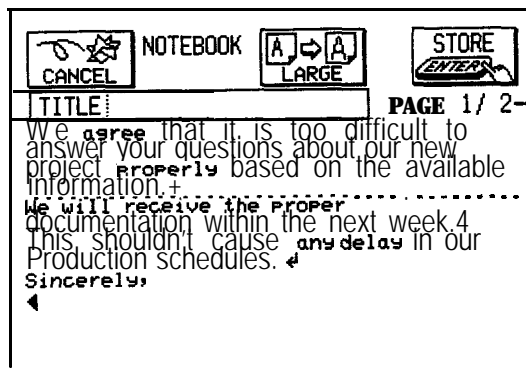 NOTEBOOK
A A
STORE
CANCEL
LARGE
ENTER
TITLE
PAGE 1/ 2-
We agree that it is too difficult to
answer your questions about our new
project properly based on the available
information.+
We will receive the proper
documentation within the next week.4
This shouldn't cause any delay in our
Production schedules. ↲
Sincerely,
◀